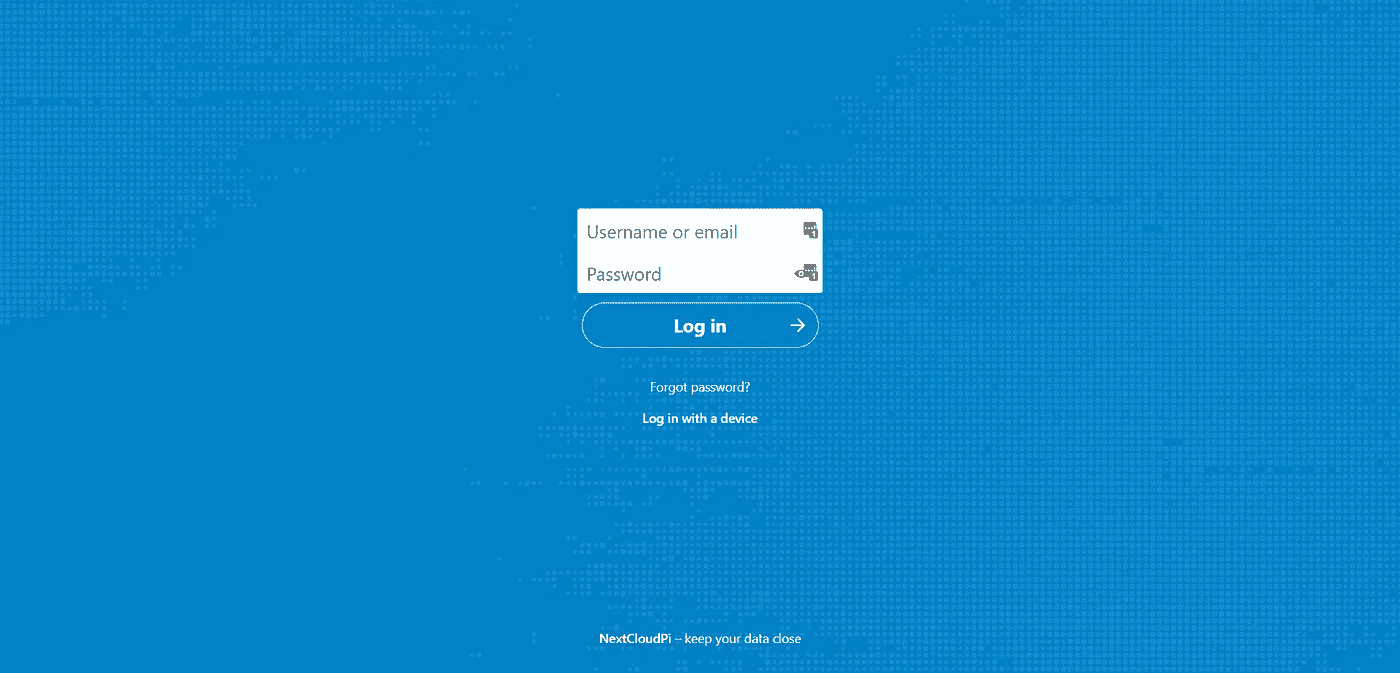 Username or email
Password
Log in
Forgot password?
Log in with a device
NextCloudPi – keep your data close